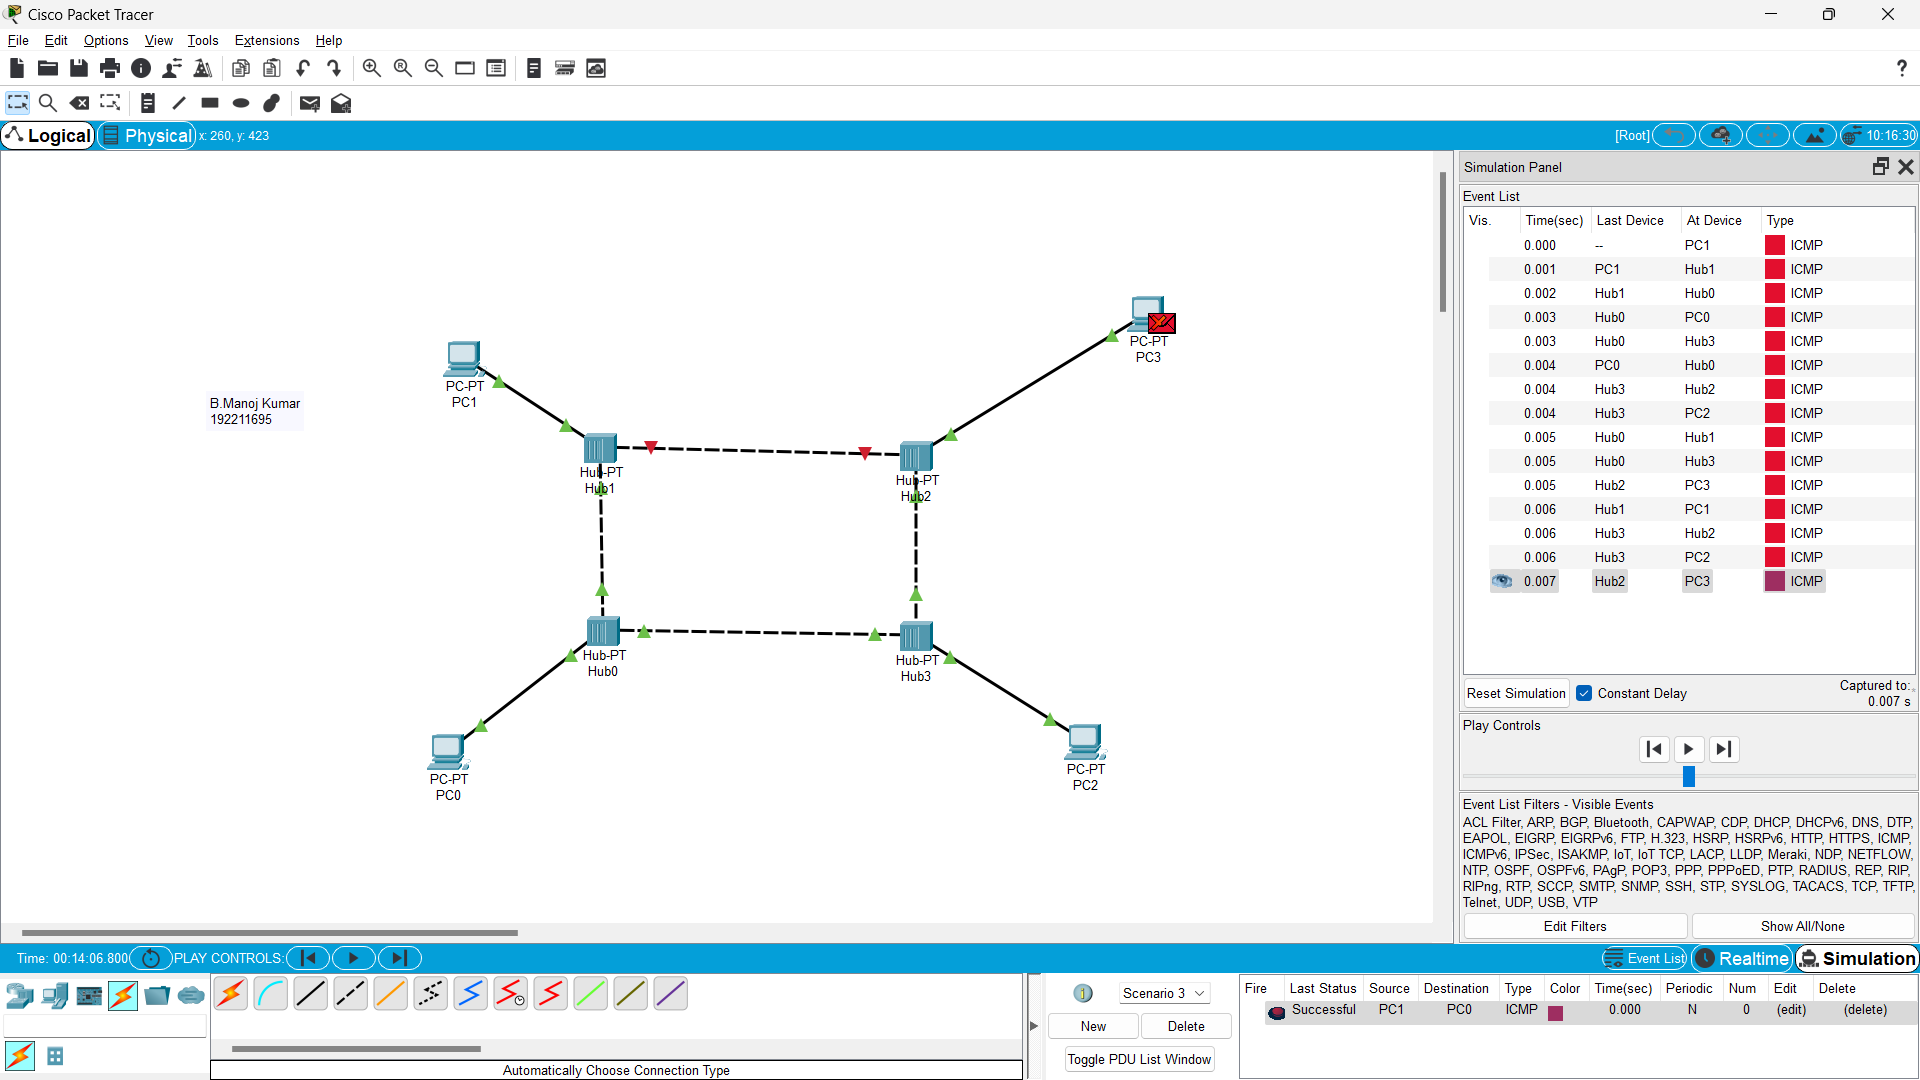 Cisco Packet Tracer
File Edit Options View Tools Extensions Help
?
Logical Physical x: 260, y: 423 [Root] 10:16:30
PC-PT
PC3
PC-PT
PC1
B.Manoj Kumar
192211695
Hub-PT
Hub1
Hub-PT
Hub2
Hub-PT
Hub0
Hub-PT
Hub3
PC-PT
PC0
PC-PT
PC2
Simulation Panel
Event List
Vis. Time(sec) Last Device At Device Type
0.000 -- PC1 ICMP
0.001 PC1 Hub1 ICMP
0.002 Hub1 Hub0 ICMP
0.003 Hub0 PC0 ICMP
0.003 Hub0 Hub3 ICMP
0.004 PC0 Hub0 ICMP
0.004 Hub3 Hub2 ICMP
0.004 Hub3 PC2 ICMP
0.005 Hub0 Hub1 ICMP
0.005 Hub0 Hub3 ICMP
0.005 Hub2 PC3 ICMP
0.006 Hub1 PC1 ICMP
0.006 Hub3 Hub2 ICMP
0.006 Hub3 PC2 ICMP
0.007 Hub2 PC3 ICMP
Reset Simulation Constant Delay Captured to:
0.007 s
Play Controls
Event List Filters - Visible Events
ACL Filter, ARP, BGP, Bluetooth, CAPWAP, CDP, DHCP, DHCPv6, DNS, DTP,
EAPOL, EIGRP, EIGRPv6, FTP, H.323, HSRP, HSRPv6, HTTP, HTTPS, ICMP,
ICMPv6, IPSec, ISAKMP, IoT, IoT TCP, LACP, LLDP, Meraki, NDP, NETFLOW,
NTP, OSPF, OSPFv6, PAgP, POP3, PPP, PPPoED, PTP, RADIUS, REP, RIP,
RIPng, RTP, SCCP, SMTP, SNMP, SSH, STP, SYSLOG, TACACS, TCP, TFTP,
Telnet, UDP, USB, VTP
Edit Filters Show All/None
Time: 00:14:06.800 PLAY CONTROLS: Event List Realtime Simulation
Automatically Choose Connection Type
Scenario 3
New Delete
Toggle PDU List Window
Fire Last Status Source Destination Type Color Time(sec) Periodic Num Edit Delete
Successful PC1 PC0 ICMP 0.000 N 0 (edit) (delete)